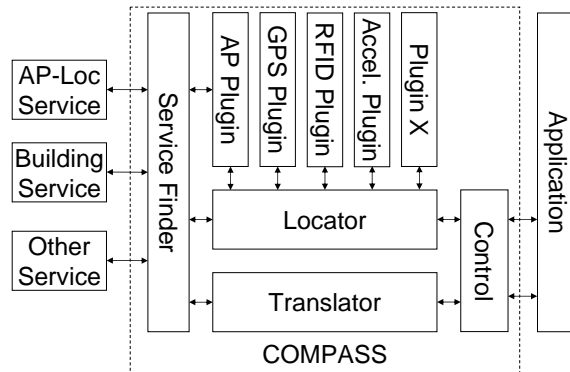 AP-Loc
Service
Building
Service
Other
Service
Service Finder
AP Plugin
GPS Plugin
RFID Plugin
Accel. Plugin
Plugin X
Locator
Translator
Control
Application
COMPASS